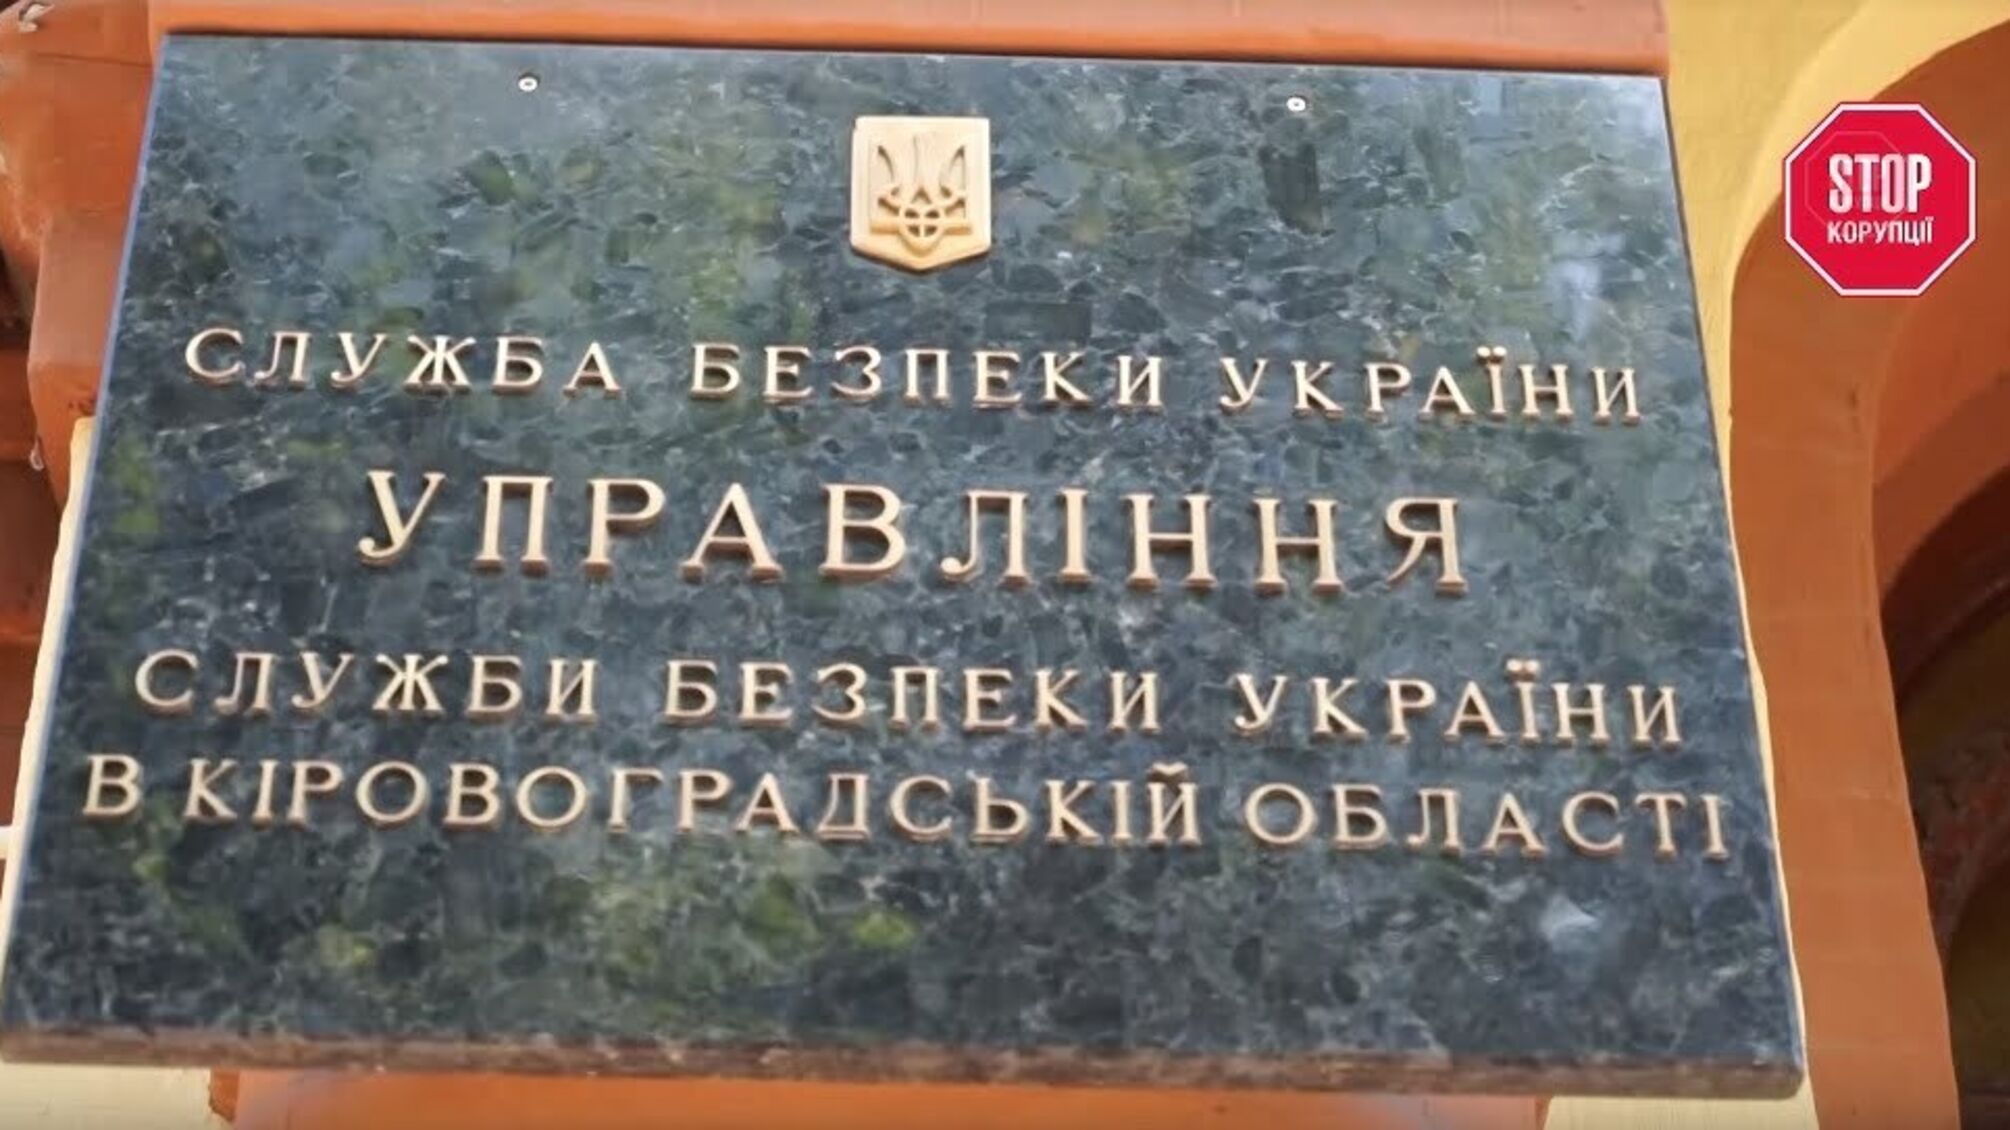 СЛУЖБА БЕЗПЕКИ УКРАЇНИ
УПРАВЛІННЯ
СЛУЖБИ БЕЗПЕКИ УКРАЇНИ
В КІРОВОГРАДСЬКІЙ ОБЛАСТІ
STOP
КОРУПЦІЇ